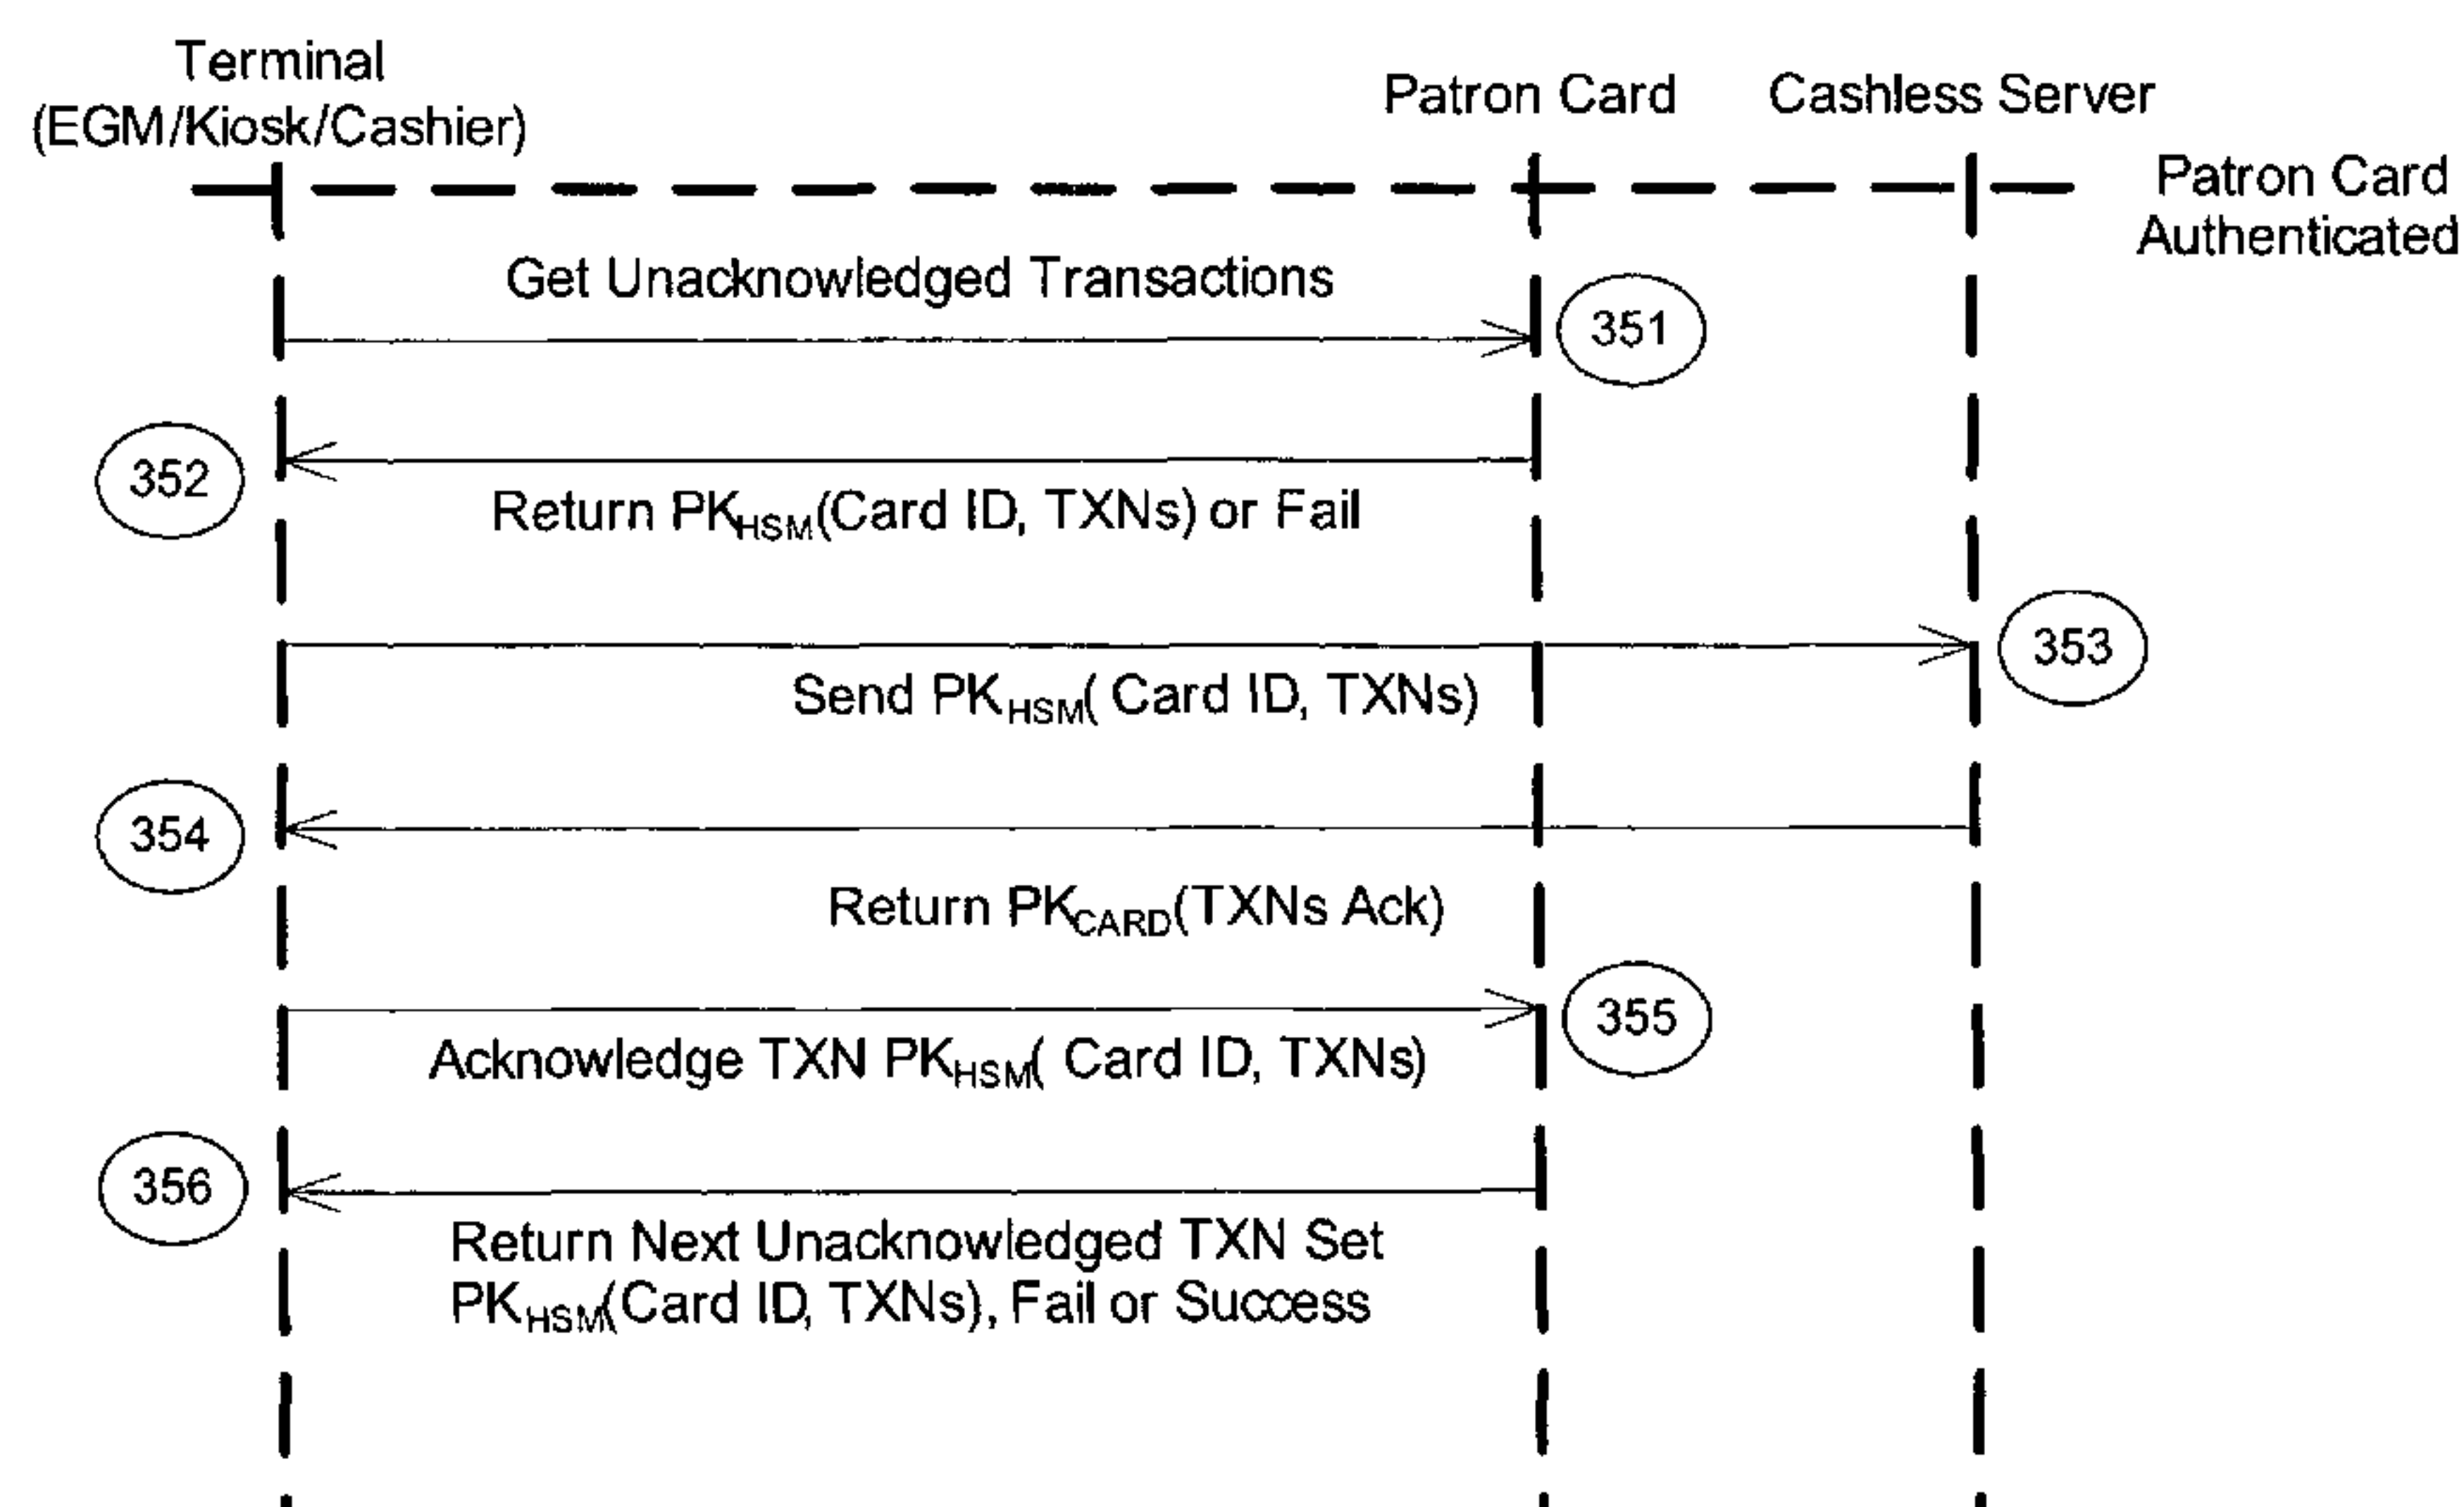 Terminal
(EGM/Kiosk/Cashier)
Patron Card
Cashless Server
Patron Card
Authenticated
Get Unacknowledged Transactions
351
352
Return PKHSM(Card ID, TXNs) or Fail
353
Send PKHSM( Card ID, TXNs)
354
Return PKCARD(TXNs Ack)
355
Acknowledge TXN PKHSM( Card ID, TXNs)
356
Return Next Unacknowledged TXN Set
PKHSM(Card ID, TXNs), Fail or Success